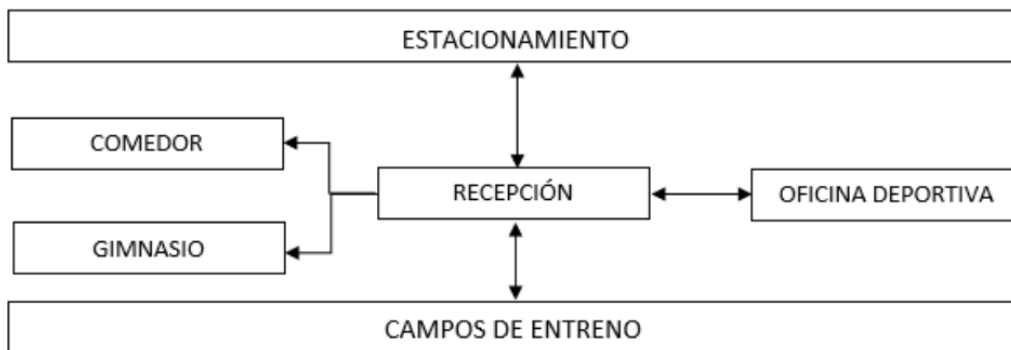 ESTACIONAMIENTO
COMEDOR
RECEPCIÓN
OFICINA DEPORTIVA
GIMNASIO
CAMPOS DE ENTRENO